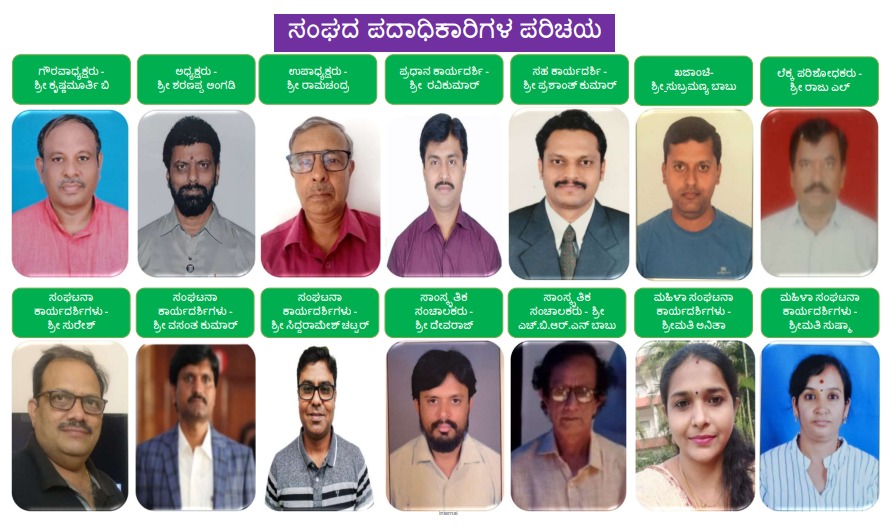 ಸಂಘದ ಪದಾಧಿಕಾರಿಗಳ ಪರಿಚಯ
ಗೌರವಾಧ್ಯಕ್ಷರು -
ಶ್ರೀ ಕೃಷ್ಣಮೂರ್ತಿ ಬಿ
ಅಧ್ಯಕ್ಷರು -
ಶ್ರೀ ಶರಣಪ್ಪ ಅಂಗಡಿ
ಉಪಾಧ್ಯಕ್ಷರು -
ಶ್ರೀ ರಾಮಚಂದ್ರ
ಪ್ರಧಾನ ಕಾರ್ಯದರ್ಶಿ -
ಶ್ರೀ ರವಿಕುಮಾರ್
ಸಹ ಕಾರ್ಯದರ್ಶಿ -
ಶ್ರೀ ಪ್ರಶಾಂತ್ ಕುಮಾರ್
ಖಜಾಂಚಿ-
ಶ್ರೀ.ಸುಬ್ರಮಣ್ಯ ಬಾಬು
ಲೆಕ್ಕ ಪರಿಶೋಧಕರು -
ಶ್ರೀ ರಾಜು ಎಲ್
ಸಂಘಟನಾ
ಕಾರ್ಯದರ್ಶಿಗಳು -
ಶ್ರೀ ಸುರೇಶ್
ಸಂಘಟನಾ
ಕಾರ್ಯದರ್ಶಿಗಳು -
ಶ್ರೀ ವಸಂತ ಕುಮಾರ್
ಸಂಘಟನಾ
ಕಾರ್ಯದರ್ಶಿಗಳು -
ಶ್ರೀ ಸಿದ್ದರಾಮೇಶ್ ಚಟ್ಟರ್
ಸಾಂಸ್ಕೃತಿಕ
ಸಂಚಾಲಕರು -
ಶ್ರೀ ದೇವರಾಜ್
ಸಾಂಸ್ಕೃತಿಕ
ಸಂಚಾಲಕರು - ಶ್ರೀ
ಎಚ್.ಬಿ.ಆರ್.ಎನ್ ಬಾಬು
ಮಹಿಳಾ ಸಂಘಟನಾ
ಕಾರ್ಯದರ್ಶಿಗಳು -
ಶ್ರೀಮತಿ ಅನಿತಾ
ಮಹಿಳಾ ಸಂಘಟನಾ
ಕಾರ್ಯದರ್ಶಿಗಳು -
ಶ್ರೀಮತಿ ಸುಷ್ಮಾ
Internal